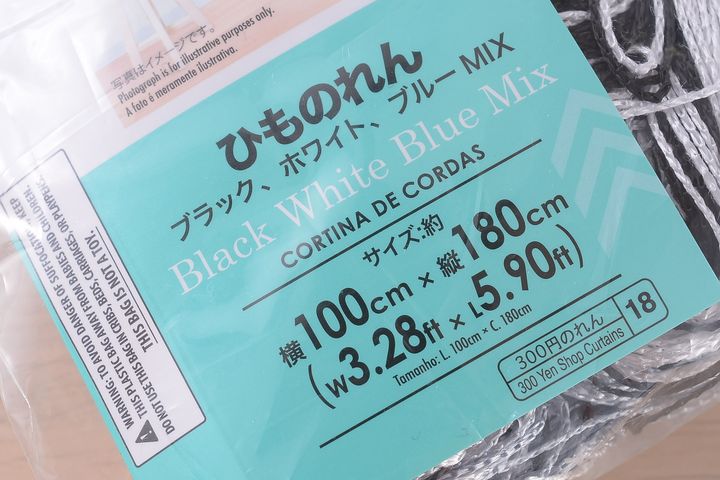 写真はイメージです。
Photograph is for illustrative purposes only.
A foto é meramente ilustrativa.
ひものれん
ブラック、ホワイト、ブルーMIX
Black White Blue Mix
CORTINA DE CORDAS
サイズ:約
横100cm × 縦180cm
(W3.28ft × L5.90ft)
Tamanho: L. 100cm × C. 180cm
300円のれん
300 Yen Shop Curtains
18
WARNING: TO AVOID DANGER OF SUFFOCATION, KEEP
THIS PLASTIC BAG AWAY FROM BABIES AND CHILDREN.
DO NOT USE THIS BAG IN CRIBS, BEDS, CARRIAGES, OR PLAYPENS.
THIS BAG IS NOT A TOY.